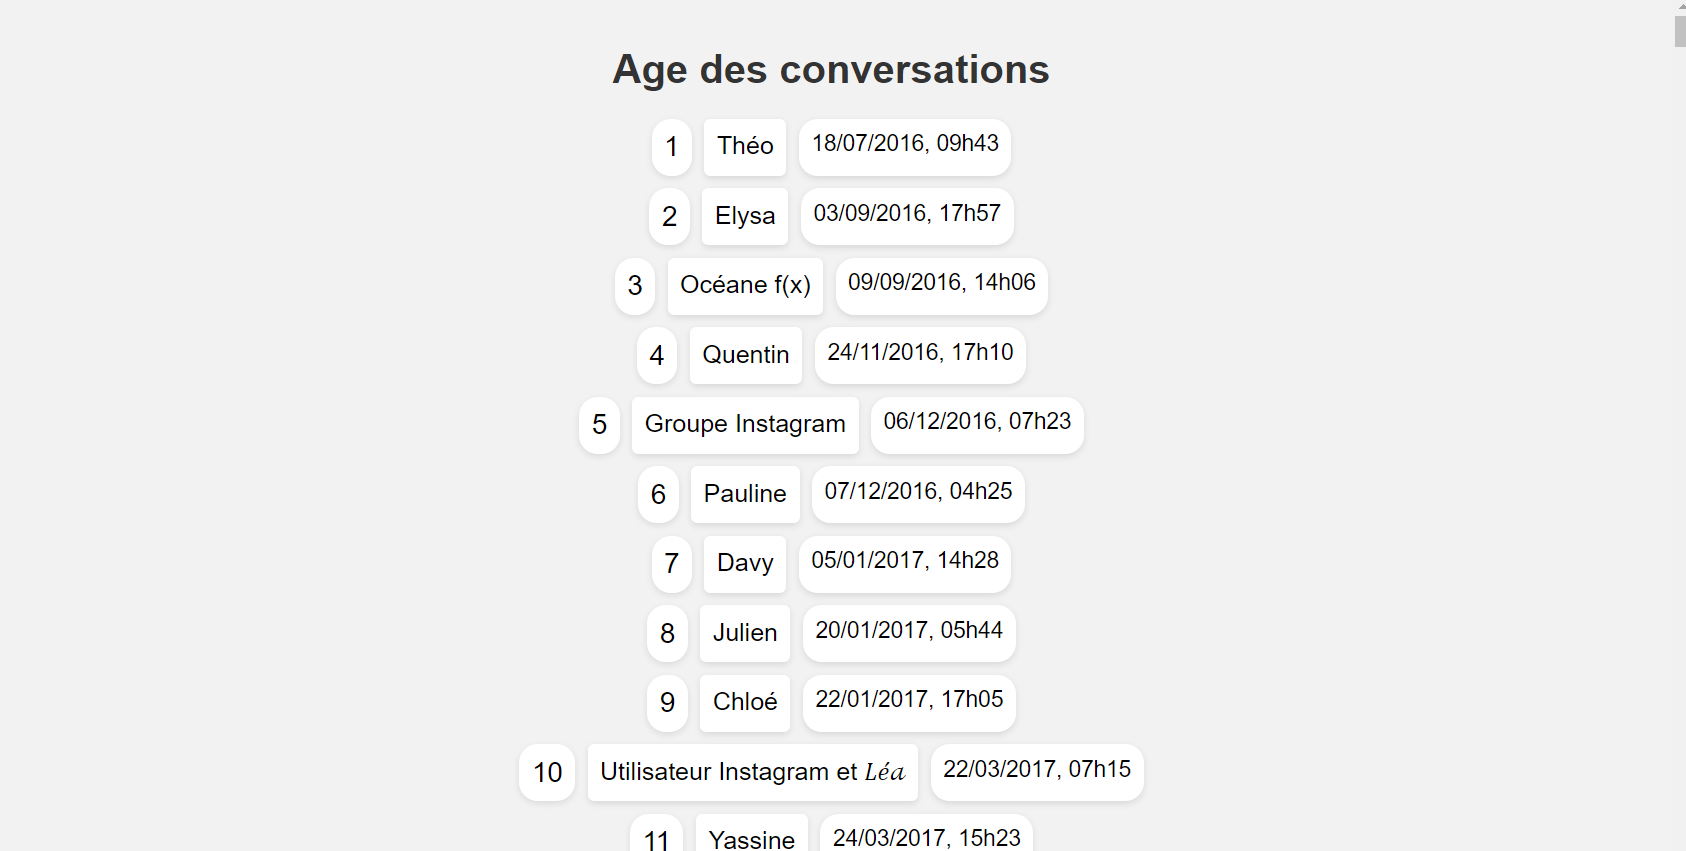 Age des conversations
1 Théo 18/07/2016, 09h43
2 Elysa 03/09/2016, 17h57
3 Océane f(x) 09/09/2016, 14h06
4 Quentin 24/11/2016, 17h10
5 Groupe Instagram 06/12/2016, 07h23
6 Pauline 07/12/2016, 04h25
7 Davy 05/01/2017, 14h28
8 Julien 20/01/2017, 05h44
9 Chloé 22/01/2017, 17h05
10 Utilisateur Instagram et Léa 22/03/2017, 07h15
11 Yassine 24/03/2017, 15h23